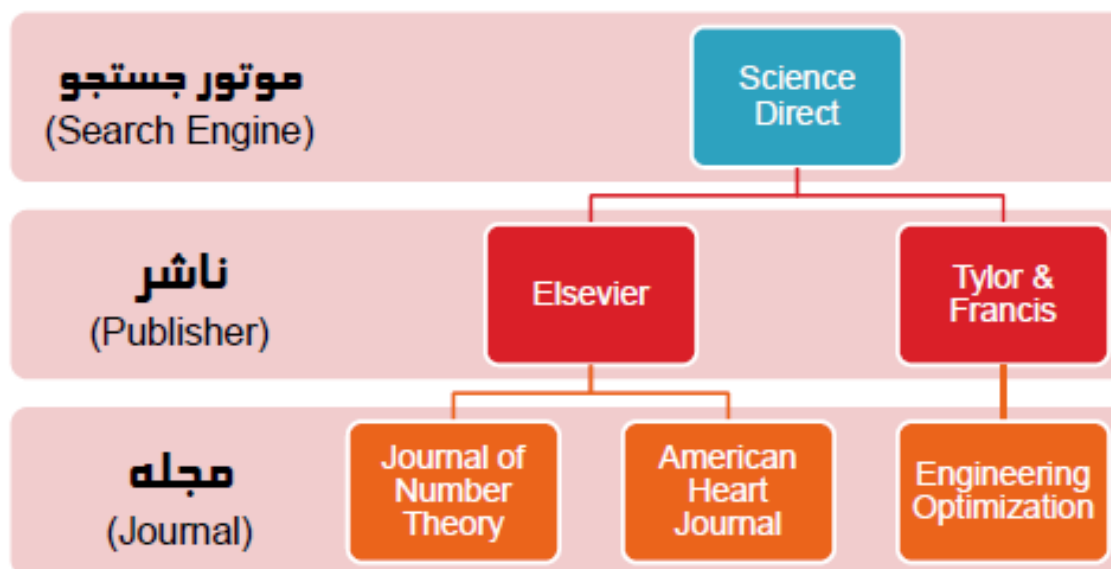 موتور جستجو
(Search Engine)
Science
Direct
ناشر
(Publisher)
Elsevier
Tylor &
Francis
مجله
(Journal)
Journal of
Number
Theory
American
Heart
Journal
Engineering
Optimization